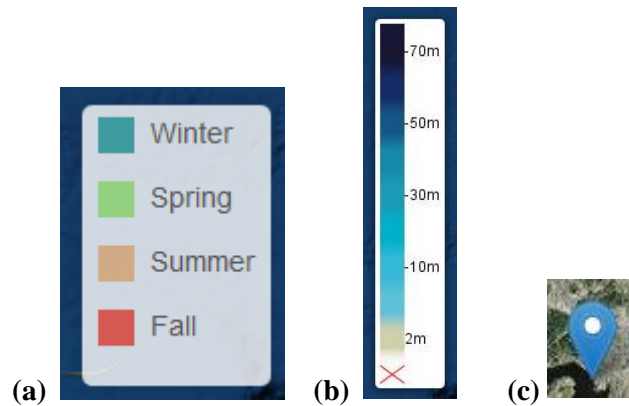 Winter
Spring
Summer
Fall
(a)
-70m
-50m
-30m
-10m
2m
(b)
(c)